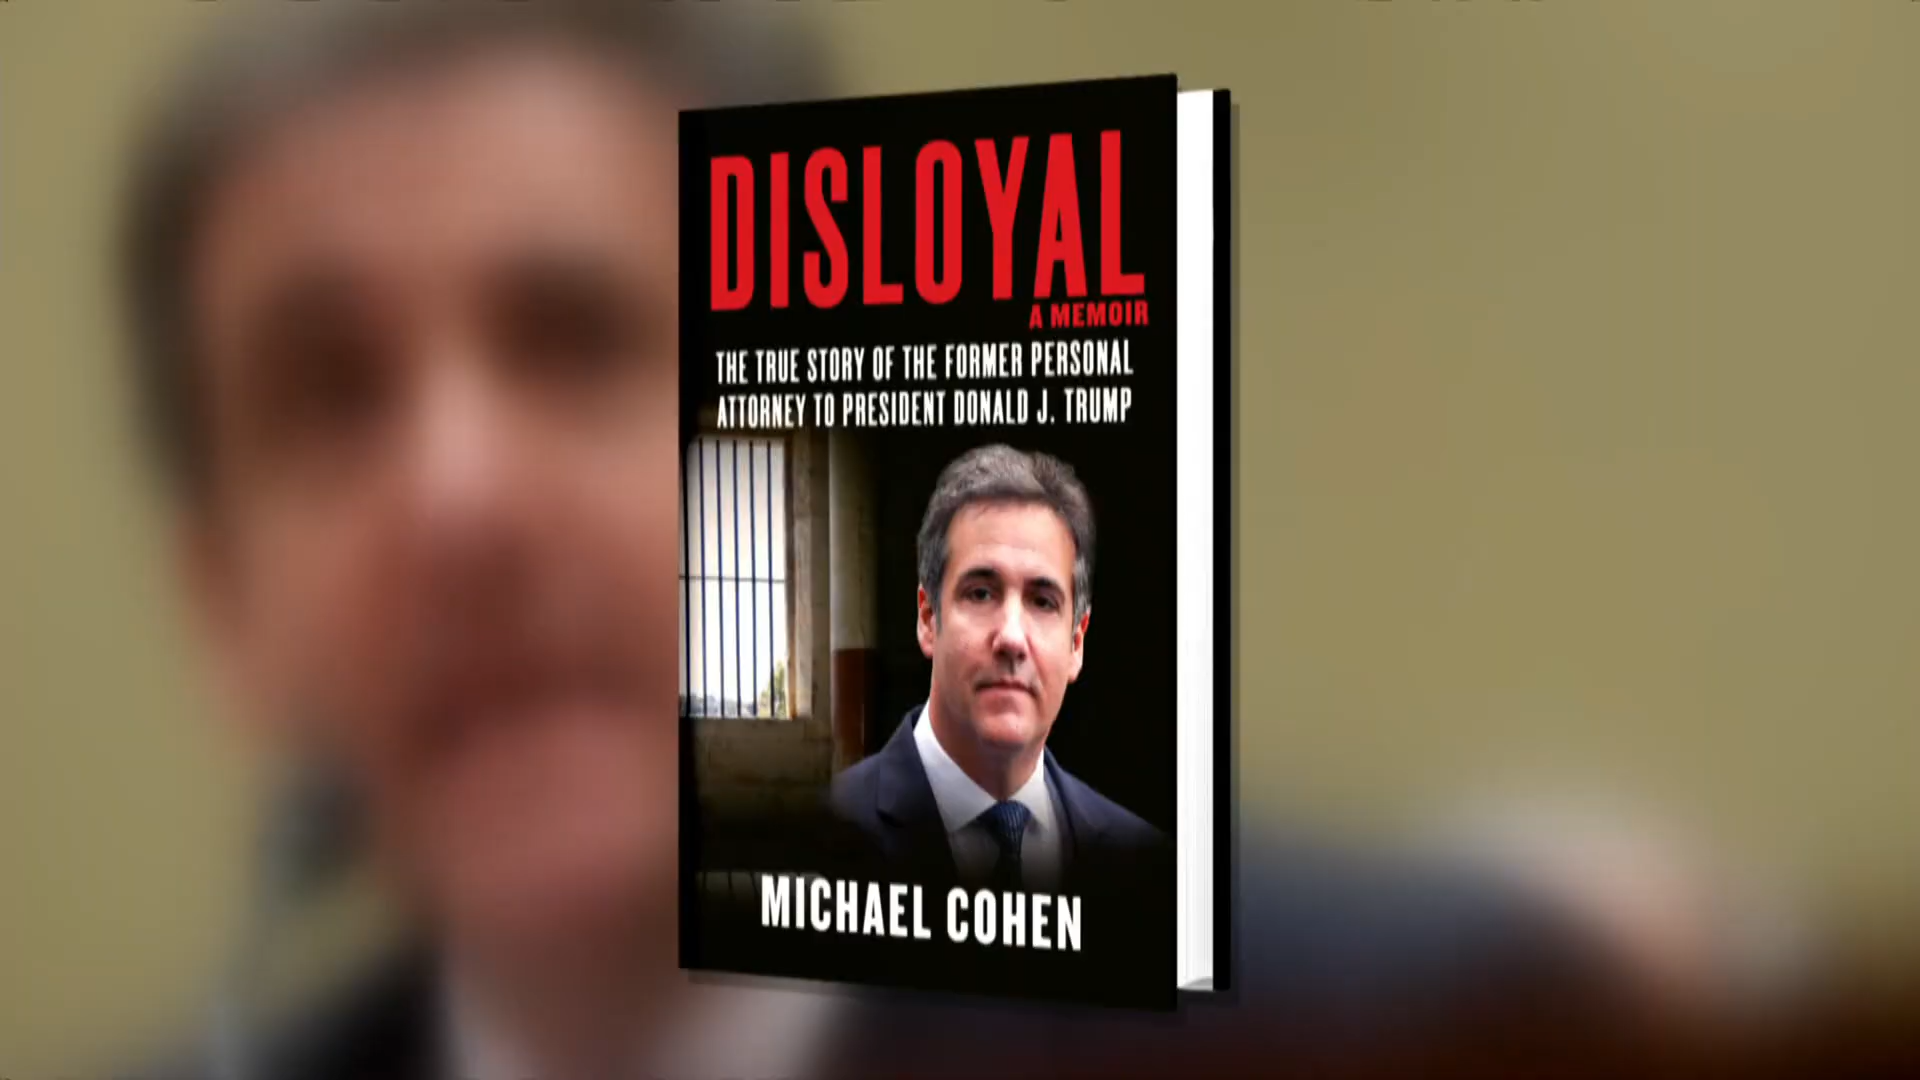 DISLOYAL
A MEMOIR
THE TRUE STORY OF THE FORMER PERSONAL
ATTORNEY TO PRESIDENT DONALD J. TRUMP
MICHAEL COHEN